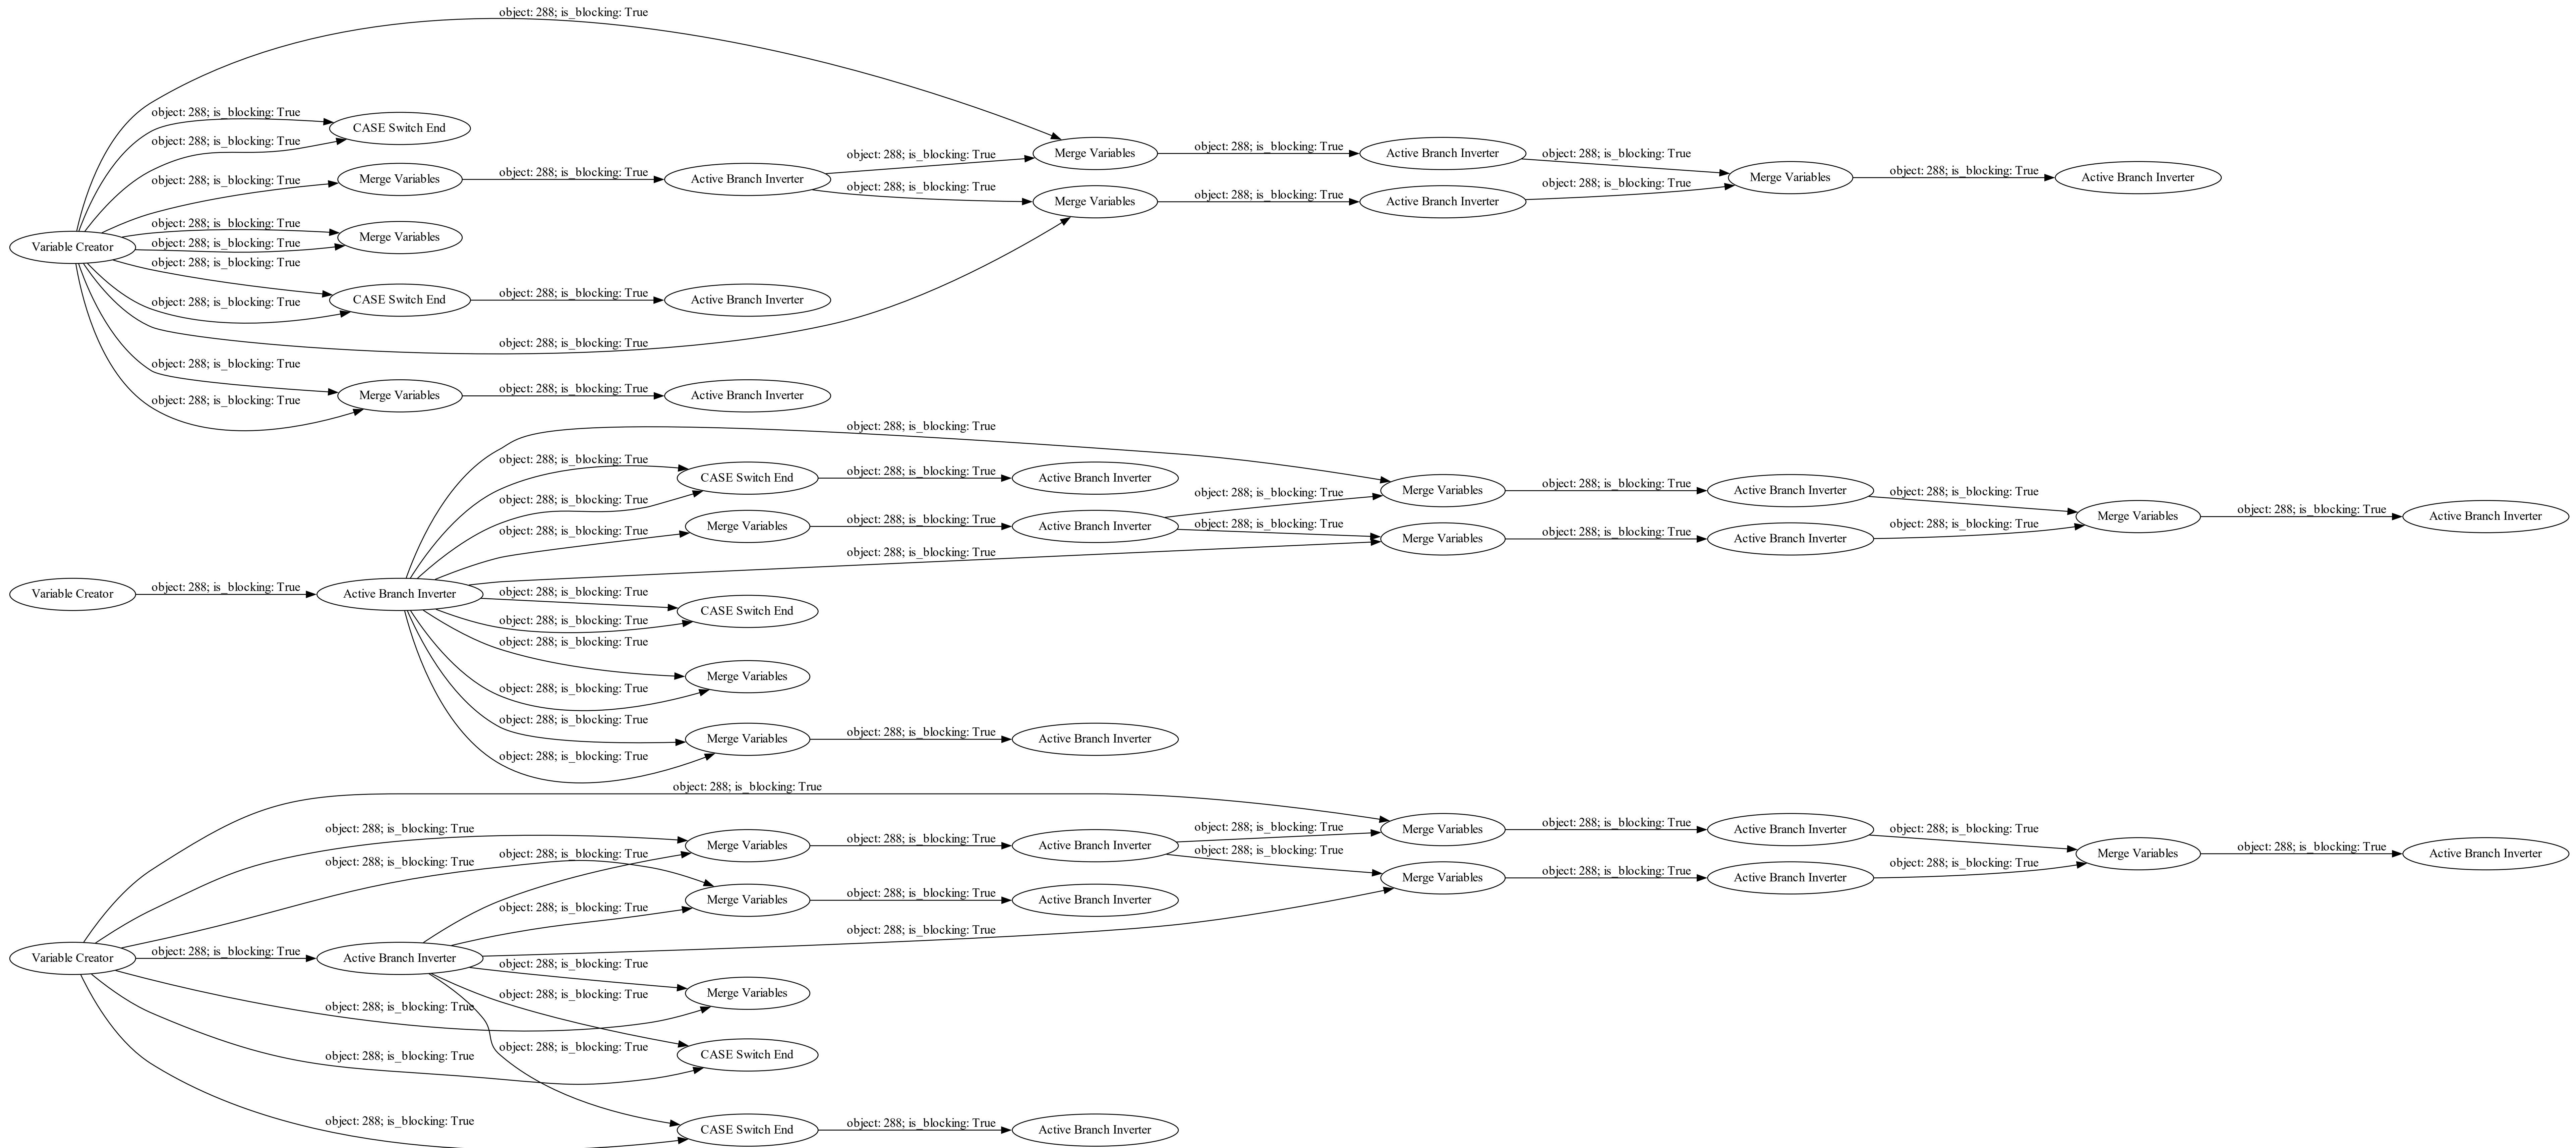 object: 288; is_blocking: True
object: 288; is_blocking: True
CASE Switch End
object: 288; is_blocking: True
object: 288; is_blocking: True
Merge Variables
object: 288; is_blocking: True
Active Branch Inverter
object: 288; is_blocking: True
object: 288; is_blocking: True
Merge Variables
object: 288; is_blocking: True
Active Branch Inverter
object: 288; is_blocking: True
object: 288; is_blocking: True
Merge Variables
object: 288; is_blocking: True
Active Branch Inverter
object: 288; is_blocking: True
Merge Variables
object: 288; is_blocking: True
Active Branch Inverter
object: 288; is_blocking: True
Merge Variables
object: 288; is_blocking: True
Variable Creator
object: 288; is_blocking: True
object: 288; is_blocking: True
CASE Switch End
object: 288; is_blocking: True
Active Branch Inverter
object: 288; is_blocking: True
object: 288; is_blocking: True
object: 288; is_blocking: True
Merge Variables
object: 288; is_blocking: True
Active Branch Inverter
object: 288; is_blocking: True
object: 288; is_blocking: True
object: 288; is_blocking: True
CASE Switch End
object: 288; is_blocking: True
Active Branch Inverter
object: 288; is_blocking: True
object: 288; is_blocking: True
Merge Variables
object: 288; is_blocking: True
Active Branch Inverter
object: 288; is_blocking: True
object: 288; is_blocking: True
Merge Variables
object: 288; is_blocking: True
Active Branch Inverter
object: 288; is_blocking: True
object: 288; is_blocking: True
Merge Variables
object: 288; is_blocking: True
Active Branch Inverter
object: 288; is_blocking: True
Merge Variables
object: 288; is_blocking: True
Active Branch Inverter
object: 288; is_blocking: True
Variable Creator
object: 288; is_blocking: True
Active Branch Inverter
object: 288; is_blocking: True
CASE Switch End
object: 288; is_blocking: True
object: 288; is_blocking: True
Merge Variables
object: 288; is_blocking: True
object: 288; is_blocking: True
Merge Variables
object: 288; is_blocking: True
Active Branch Inverter
object: 288; is_blocking: True
object: 288; is_blocking: True
object: 288; is_blocking: True
Merge Variables
object: 288; is_blocking: True
Active Branch Inverter
object: 288; is_blocking: True
object: 288; is_blocking: True
Merge Variables
object: 288; is_blocking: True
Active Branch Inverter
object: 288; is_blocking: True
object: 288; is_blocking: True
Merge Variables
object: 288; is_blocking: True
Active Branch Inverter
object: 288; is_blocking: True
object: 288; is_blocking: True
Merge Variables
object: 288; is_blocking: True
Active Branch Inverter
object: 288; is_blocking: True
Merge Variables
object: 288; is_blocking: True
Active Branch Inverter
object: 288; is_blocking: True
object: 288; is_blocking: True
Variable Creator
object: 288; is_blocking: True
Active Branch Inverter
object: 288; is_blocking: True
Merge Variables
object: 288; is_blocking: True
object: 288; is_blocking: True
CASE Switch End
object: 288; is_blocking: True
object: 288; is_blocking: True
object: 288; is_blocking: True
CASE Switch End
object: 288; is_blocking: True
Active Branch Inverter